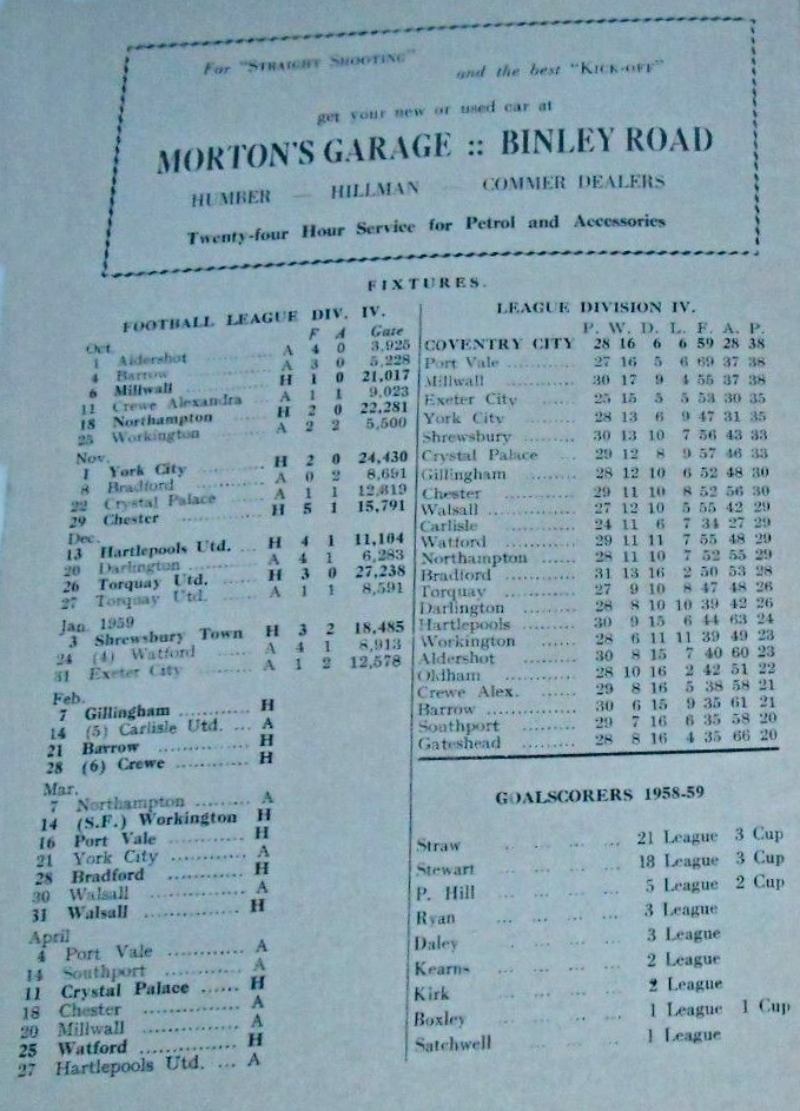 For "STRAIGHT SHOOTING"
and the best "KICK-OFF"
get your new or used car at
MORTON'S GARAGE :: BINLEY ROAD
HUMBER — HILLMAN — COMMER DEALERS
Twenty-four Hour Service for Petrol and Accessories
FIXTURES.
FOOTBALL LEAGUE DIV. IV.
F A Gate
Oct.
1 Aldershot A 4 0 3,925
4 Barrow A 3 0 5,228
6 Millwall H 1 0 21,017
11 Crewe Alexandra A 1 1 9,023
18 Northampton H 2 0 22,281
25 Workington A 2 2 5,500
Nov.
1 York City H 2 0 24,430
8 Bradford A 0 2 8,691
22 Crystal Palace A 1 1 12,819
29 Chester H 5 1 15,791
Dec.
13 Hartlepools Utd. H 4 1 11,104
20 Darlington A 4 1 6,283
26 Torquay Utd. H 3 0 27,238
27 Torquay Utd. A 1 1 8,591
Jan. 1959
3 Shrewsbury Town H 3 2 18,485
24 (4) Watford A 4 1 8,913
31 Exeter City A 1 2 12,578
Feb.
7 Gillingham H
14 (5) Carlisle Utd. ... A
21 Barrow H
28 (6) Crewe H
Mar.
7 Northampton A
14 (S.F.) Workington H
16 Port Vale H
21 York City A
28 Bradford H
30 Walsall A
31 Walsall H
April
4 Port Vale A
14 Southport A
11 Crystal Palace H
18 Chester A
20 Millwall A
25 Watford H
27 Hartlepools Utd. ... A
LEAGUE DIVISION IV.
P. W. D. L. F. A. P.
COVENTRY CITY 28 16 6 6 59 28 38
Port Vale 27 16 5 6 69 37 38
Millwall 30 17 9 4 55 37 38
Exeter City 25 15 5 5 53 30 35
York City 28 13 6 9 47 31 35
Shrewsbury 30 13 10 7 56 43 33
Crystal Palace 29 12 8 9 57 46 33
Gillingham 28 12 10 6 52 48 30
Chester 29 11 10 8 52 56 30
Walsall 27 12 10 5 55 42 29
Carlisle 24 11 6 7 34 27 29
Watford 29 11 11 7 55 48 29
Northampton 28 11 10 7 52 55 29
Bradford 31 13 16 2 50 53 28
Torquay 27 9 10 8 47 48 26
Darlington 28 8 10 10 39 42 26
Hartlepools 30 9 15 6 44 63 24
Workington 28 6 11 11 39 49 23
Aldershot 30 8 15 7 40 60 23
Oldham 28 10 16 2 42 51 22
Crewe Alex. 29 8 16 5 38 58 21
Barrow 30 6 15 9 35 61 21
Southport 29 7 16 6 35 58 20
Gateshead 28 8 16 4 35 66 20
GOALSCORERS 1958-59
Straw ... ... ... 21 League 3 Cup
Stewart ... ... ... 18 League 3 Cup
P. Hill ... ... ... 5 League 2 Cup
Ryan ... ... ... 3 League
Daley ... ... ... 3 League
Kearns ... ... ... 2 League
Kirk ... ... ... 2 League
Boxley ... ... ... 1 League 1 Cup
Satchwell ... ... ... 1 League